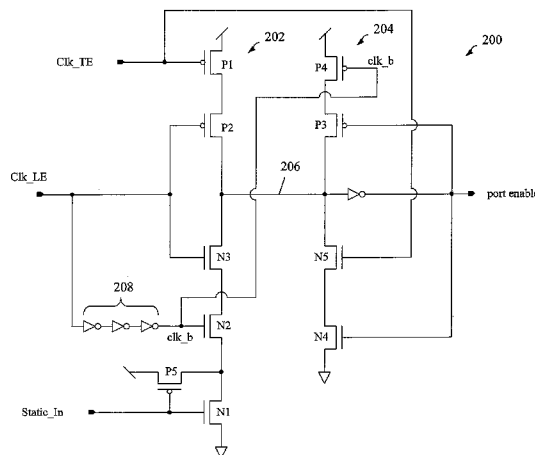 202
204
200
Clk_TE
P1
P4
clk_b
P2
P3
Clk_LE
206
port enable
N3
N5
208
clk_b
N2
N4
P5
Static_In
N1